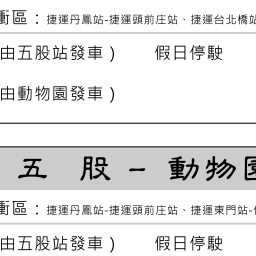 衝區：捷運丹鳳站-捷運頭前庄站、捷運台北橋站
由五股站發車）　　假日停駛
由動物園發車）
五　股 － 動物園
衝區：捷運丹鳳站-捷運頭前庄站、捷運東門站-
由五股站發車）　　假日停駛